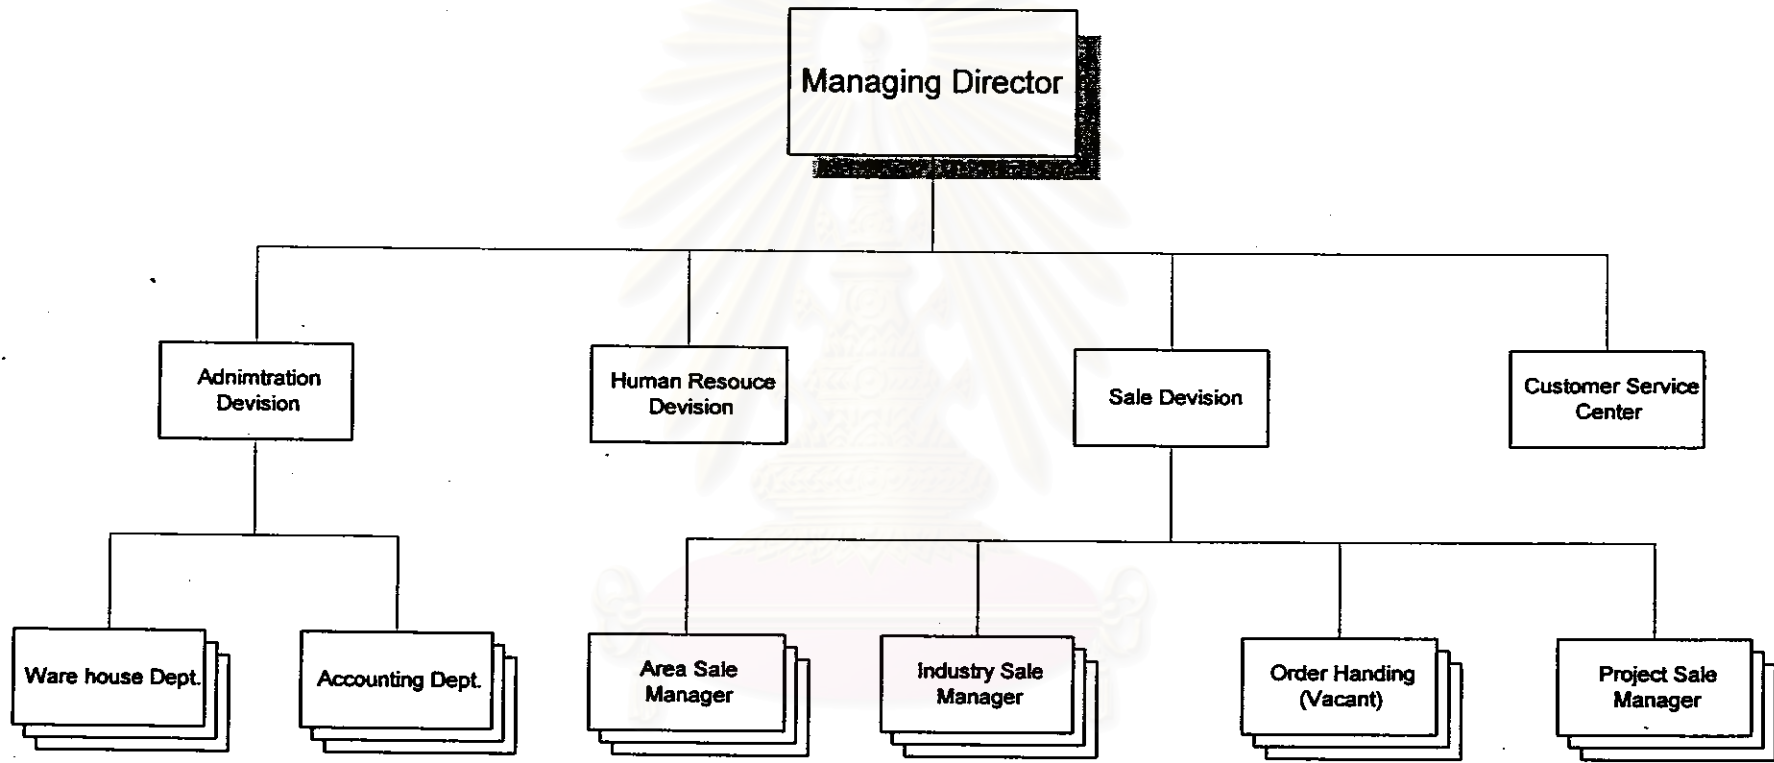 Managing Director
Adnimtration
Devision
Human Resouce
Devision
Sale Devision
Customer Service
Center
Ware house Dept.
Accounting Dept.
Area Sale
Manager
Industry Sale
Manager
Order Handing
(Vacant)
Project Sale
Manager